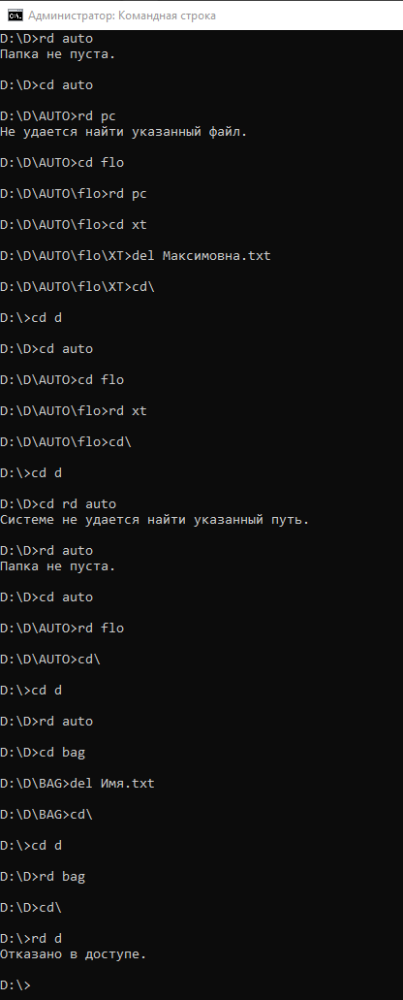 Администратор: Командная строка
D:\D>rd auto
Папка не пуста.
D:\D>cd auto
D:\D\AUTO>rd pc
Не удается найти указанный файл.
D:\D\AUTO>cd flo
D:\D\AUTO\flo>rd pc
D:\D\AUTO\flo>cd xt
D:\D\AUTO\flo\XT>del Максимовна.txt
D:\D\AUTO\flo\XT>cd\
D:\>cd d
D:\D>cd auto
D:\D\AUTO>cd flo
D:\D\AUTO\flo>rd xt
D:\D\AUTO\flo>cd\
D:\>cd d
D:\D>cd rd auto
Системе не удается найти указанный путь.
D:\D>rd auto
Папка не пуста.
D:\D>cd auto
D:\D\AUTO>rd flo
D:\D\AUTO>cd\
D:\>cd d
D:\D>rd auto
D:\D>cd bag
D:\D\BAG>del Имя.txt
D:\D\BAG>cd\
D:\>cd d
D:\D>rd bag
D:\D>cd\
D:\>rd d
Отказано в доступе.
D:\>